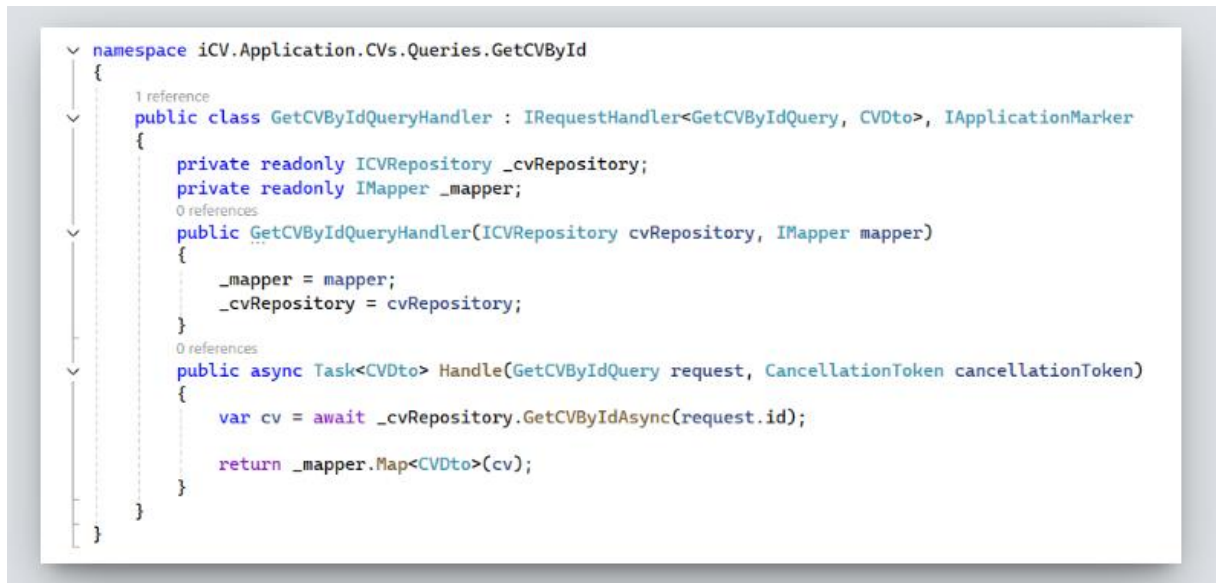 namespace iCV.Application.CVs.Queries.GetCVById
{
1 reference
public class GetCVByIdQueryHandler : IRequestHandler<GetCVByIdQuery, CVDto>, IApplicationMarker
{
private readonly ICVRepository _cvRepository;
private readonly IMapper _mapper;
0 references
public GetCVByIdQueryHandler(ICVRepository cvRepository, IMapper mapper)
{
_mapper = mapper;
_cvRepository = cvRepository;
}
0 references
public async Task<CVDto> Handle(GetCVByIdQuery request, CancellationToken cancellationToken)
{
var cv = await _cvRepository.GetCVByIdAsync(request.id);
return _mapper.Map<CVDto>(cv);
}
}
}